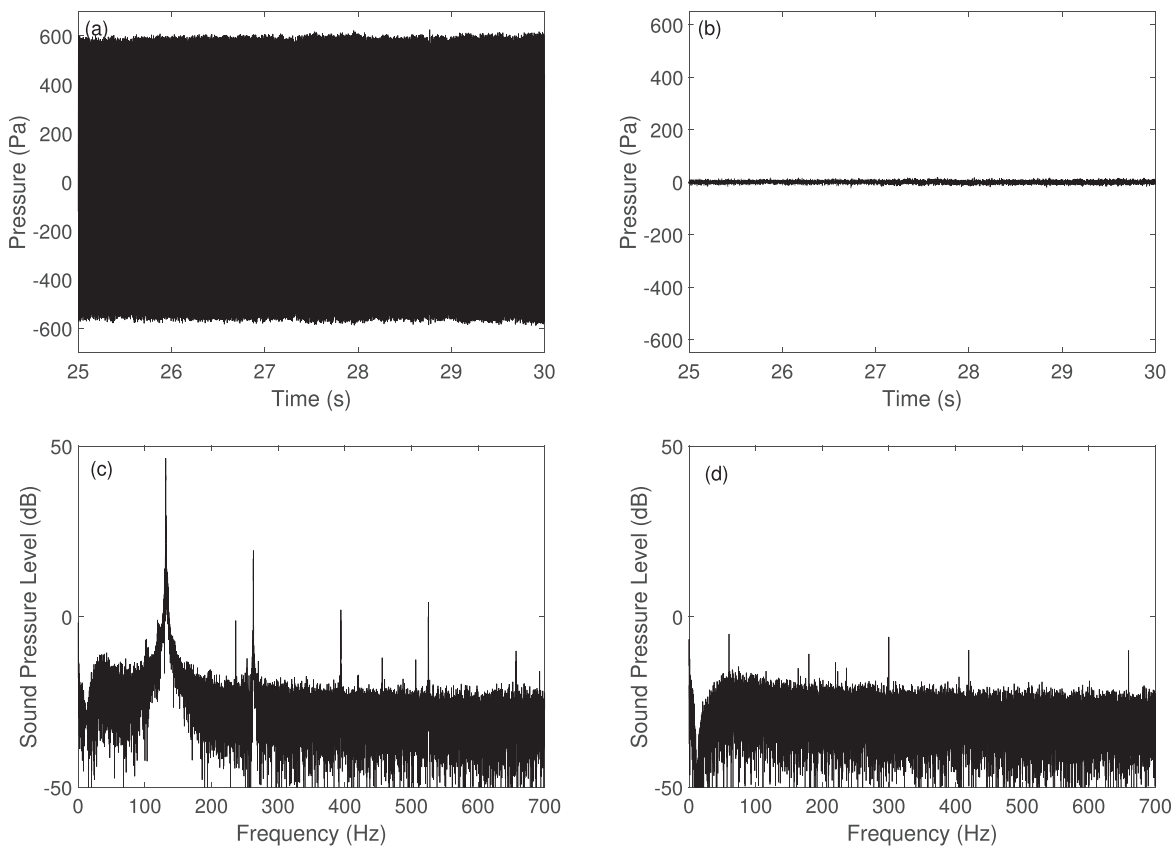 (a)
600
400
200
0
-200
-400
-600
Pressure (Pa)
25 26 27 28 29 30
Time (s)
(b)
600
400
200
0
-200
-400
-600
Pressure (Pa)
25 26 27 28 29 30
Time (s)
(c)
50
0
-50
Sound Pressure Level (dB)
0 100 200 300 400 500 600 700
Frequency (Hz)
(d)
50
0
-50
Sound Pressure Level (dB)
0 100 200 300 400 500 600 700
Frequency (Hz)